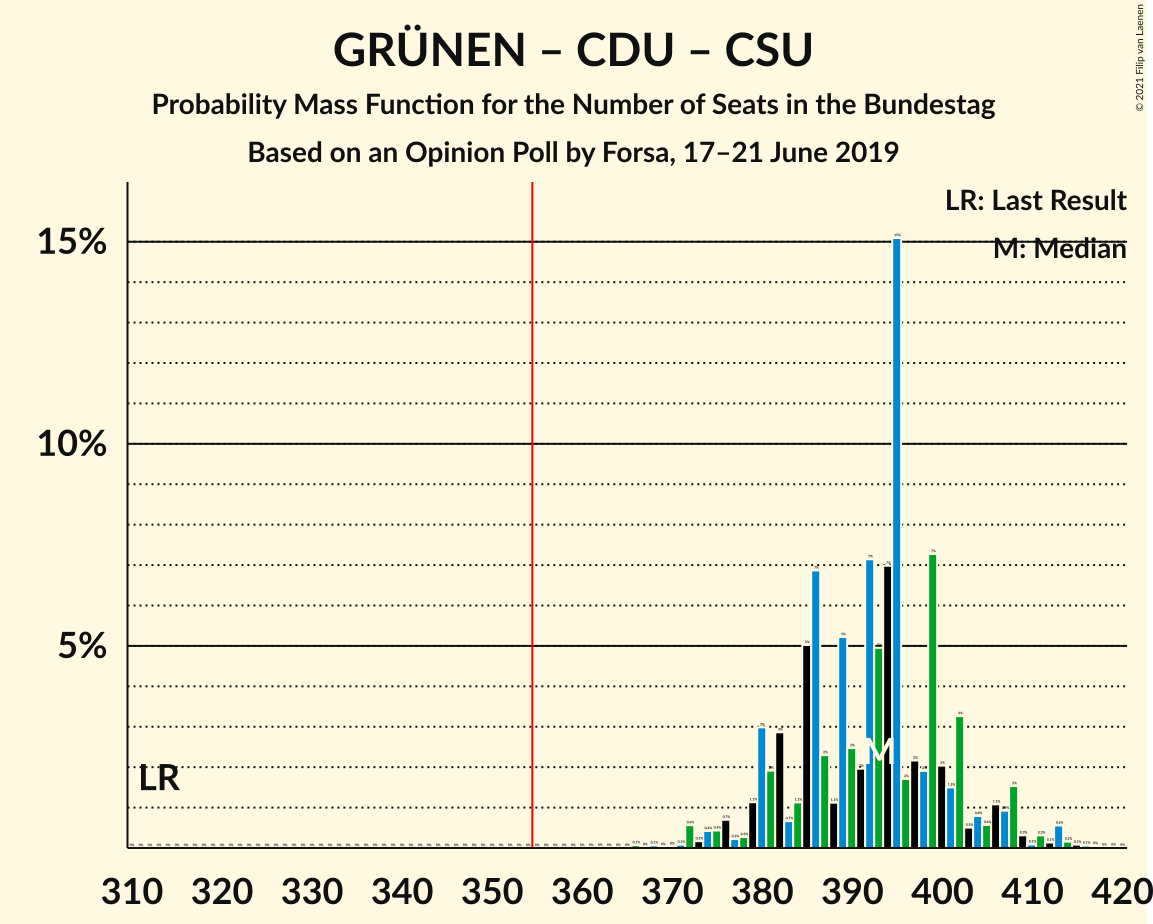 GRÜNEN – CDU – CSU
Probability Mass Function for the Number of Seats in the Bundestag
Based on an Opinion Poll by Forsa, 17–21 June 2019
© 2021 Filip van Laenen
LR: Last Result
M: Median
15%
10%
5%
LR
M
310 320 330 340 350 360 370 380 390 400 410 420